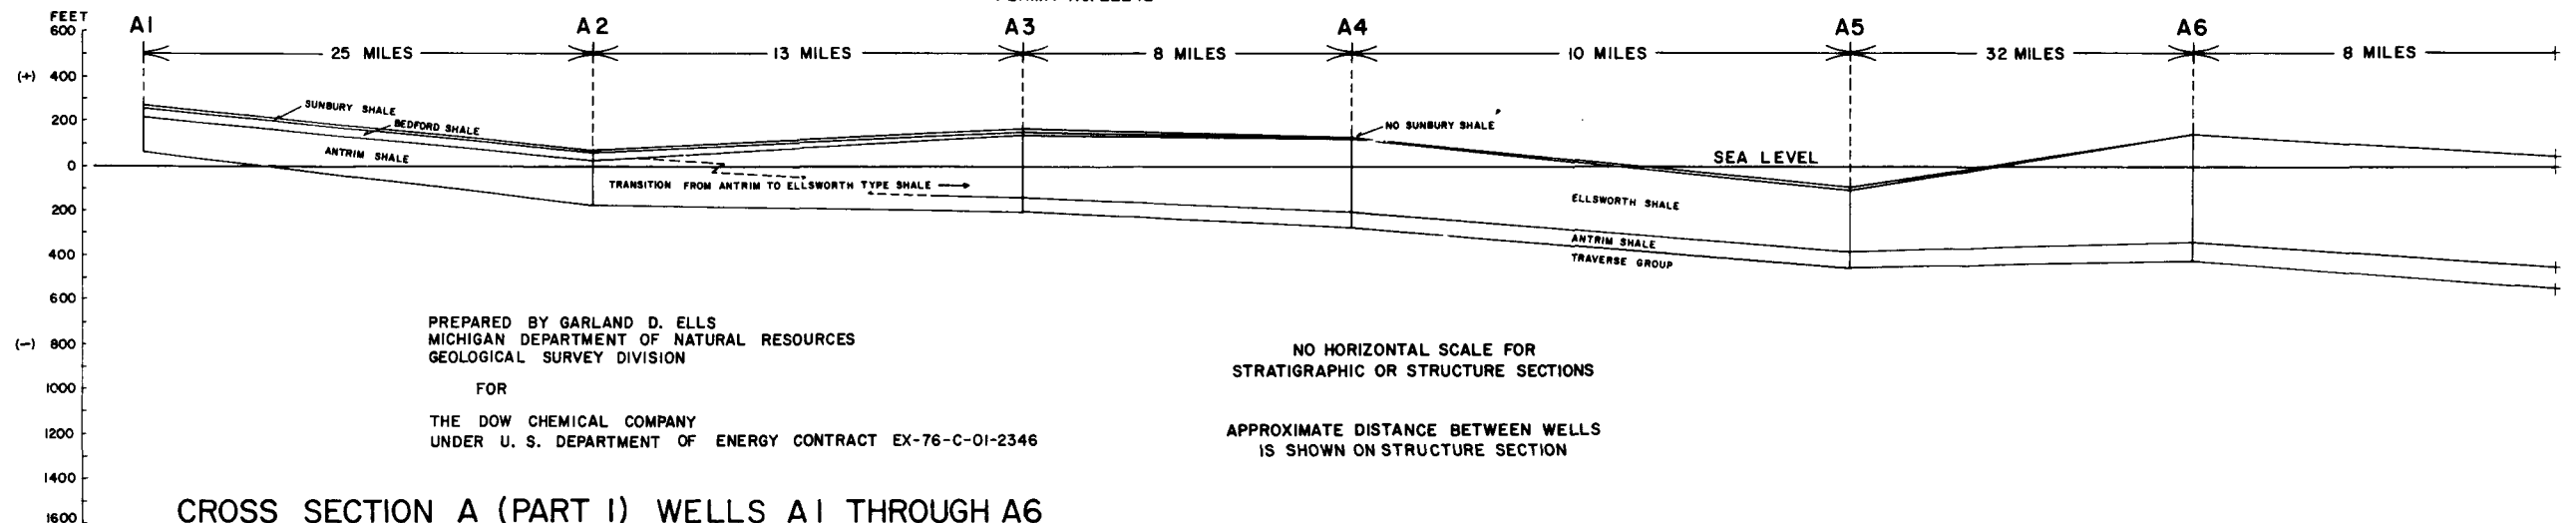 FEET
A1 A2 A3 A4 A5 A6
600
25 MILES 13 MILES 8 MILES 10 MILES 32 MILES 8 MILES
(+) 400
200
SUNBURY SHALE
BEDFORD SHALE
NO SUNBURY SHALE
ANTRIM SHALE
0
SEA LEVEL
TRANSITION FROM ANTRIM TO ELLSWORTH TYPE SHALE
200
ELLSWORTH SHALE
ANTRIM SHALE
400
TRAVERSE GROUP
600
PREPARED BY GARLAND D. ELLS
MICHIGAN DEPARTMENT OF NATURAL RESOURCES
GEOLOGICAL SURVEY DIVISION
(-) 800
FOR
1000
THE DOW CHEMICAL COMPANY
UNDER U. S. DEPARTMENT OF ENERGY CONTRACT EX-76-C-01-2346
1200
NO HORIZONTAL SCALE FOR
STRATIGRAPHIC OR STRUCTURE SECTIONS
APPROXIMATE DISTANCE BETWEEN WELLS
IS SHOWN ON STRUCTURE SECTION
1400
CROSS SECTION A (PART 1) WELLS A1 THROUGH A6
1600